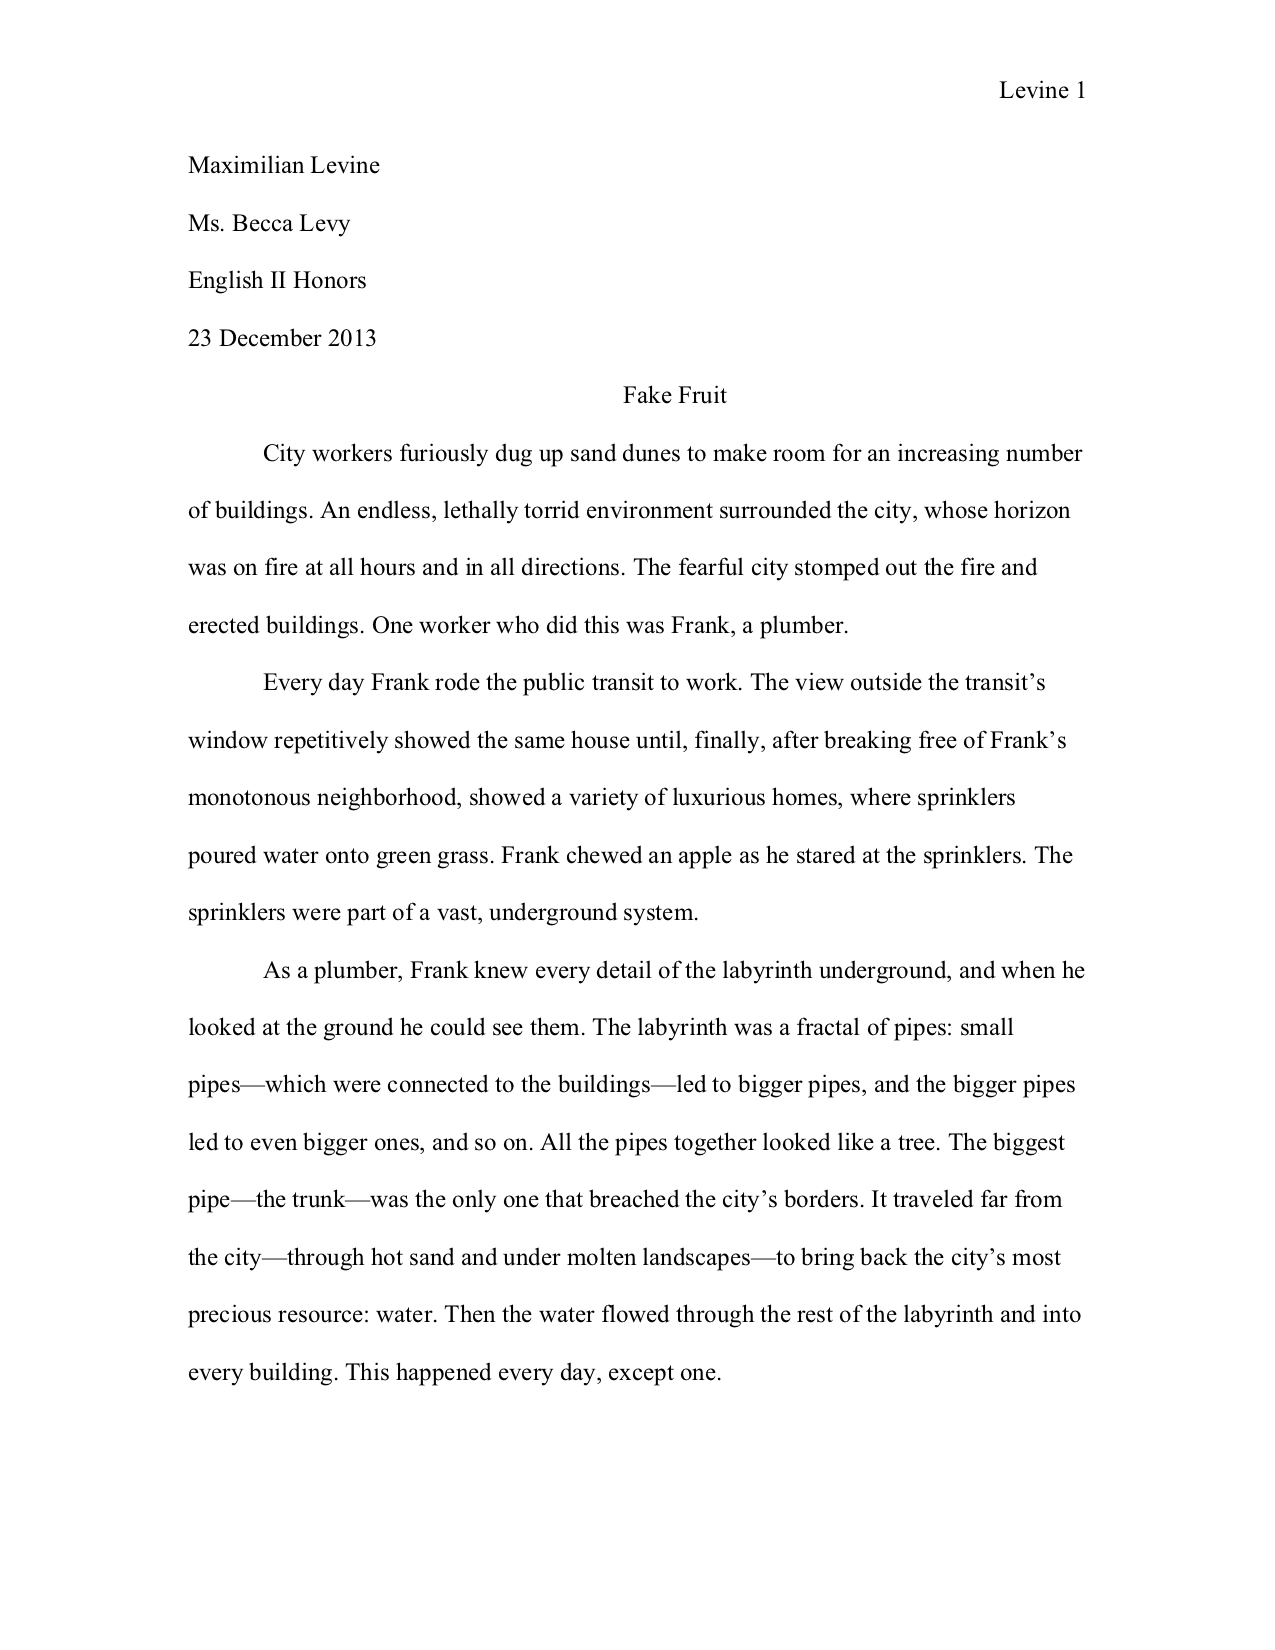 Levine 1
Maximilian Levine
Ms. Becca Levy
English II Honors
23 December 2013
Fake Fruit
City workers furiously dug up sand dunes to make room for an increasing number
of buildings. An endless, lethally torrid environment surrounded the city, whose horizon
was on fire at all hours and in all directions. The fearful city stomped out the fire and
erected buildings. One worker who did this was Frank, a plumber.
Every day Frank rode the public transit to work. The view outside the transit’s
window repetitively showed the same house until, finally, after breaking free of Frank’s
monotonous neighborhood, showed a variety of luxurious homes, where sprinklers
poured water onto green grass. Frank chewed an apple as he stared at the sprinklers. The
sprinklers were part of a vast, underground system.
As a plumber, Frank knew every detail of the labyrinth underground, and when he
looked at the ground he could see them. The labyrinth was a fractal of pipes: small
pipes—which were connected to the buildings—led to bigger pipes, and the bigger pipes
led to even bigger ones, and so on. All the pipes together looked like a tree. The biggest
pipe—the trunk—was the only one that breached the city’s borders. It traveled far from
the city—through hot sand and under molten landscapes—to bring back the city’s most
precious resource: water. Then the water flowed through the rest of the labyrinth and into
every building. This happened every day, except one.